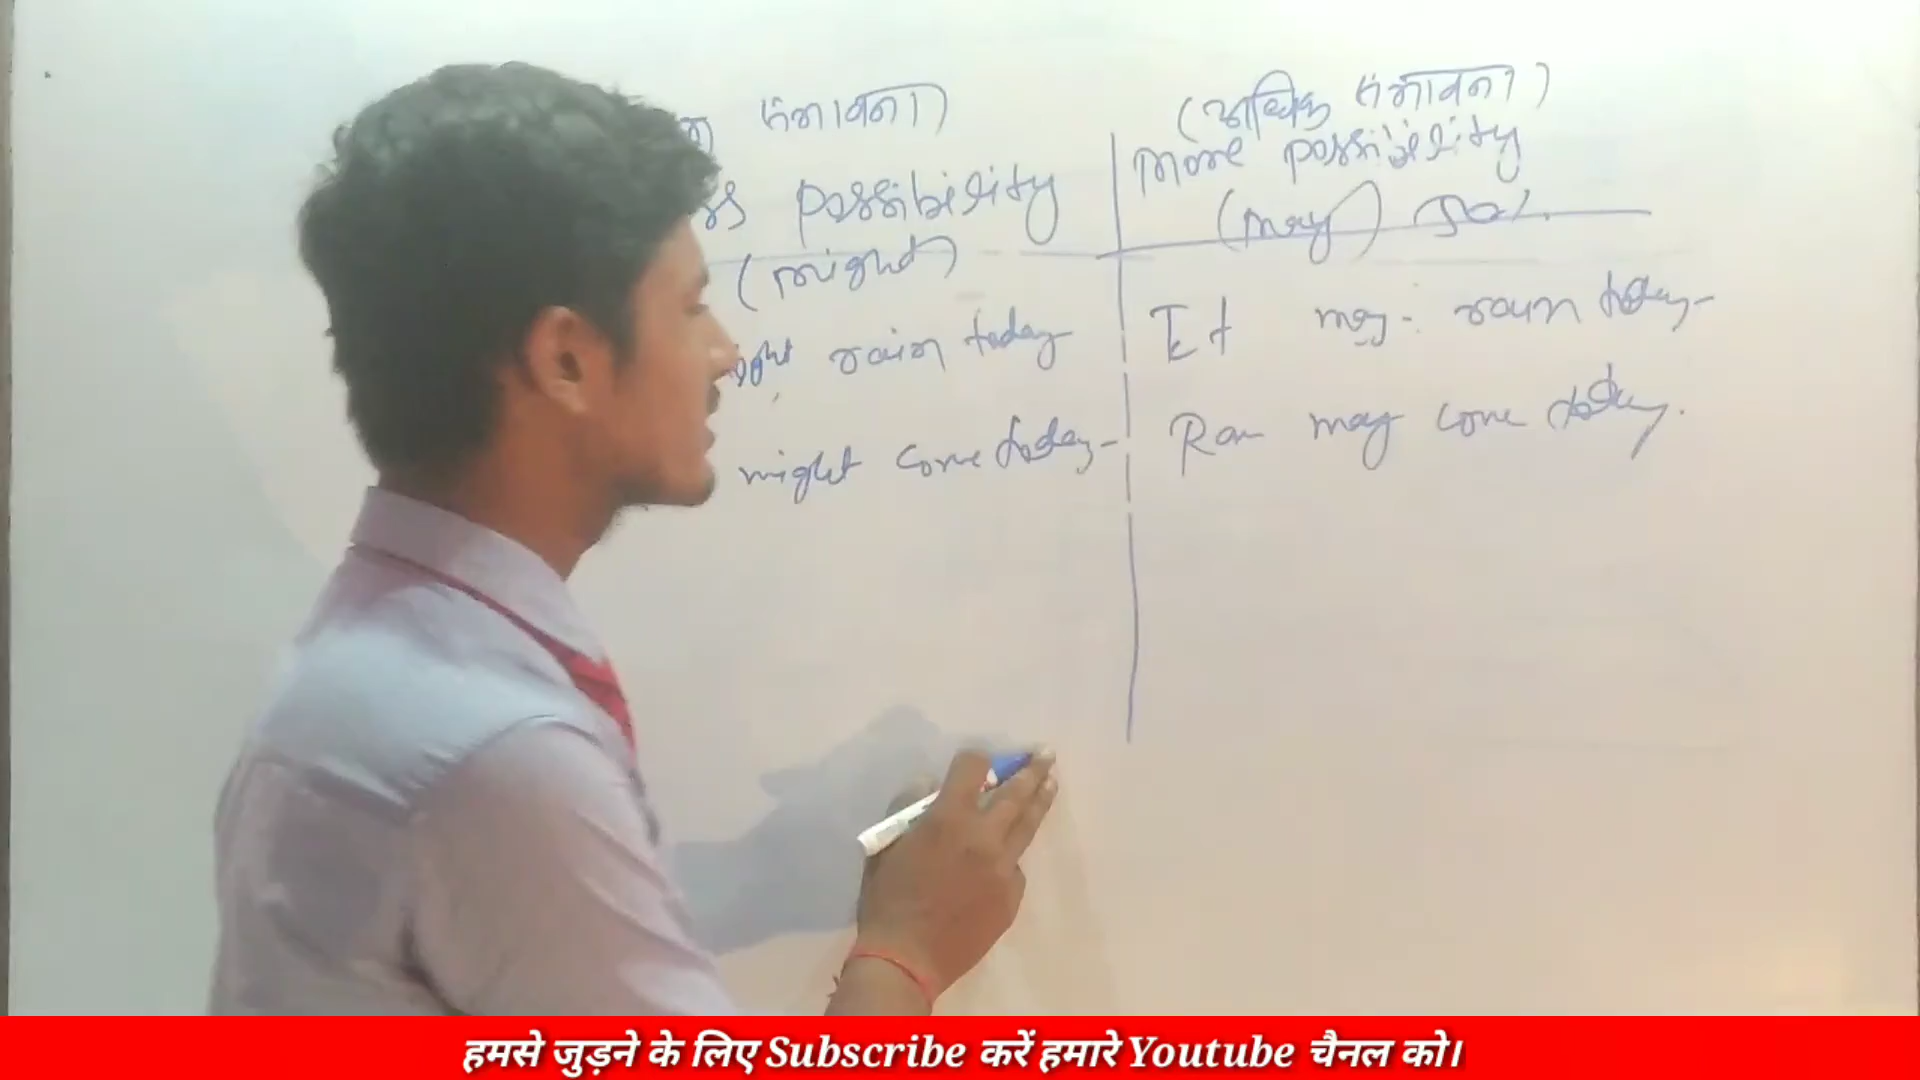 संभावना) (अधिक संभावना)
possibility More possibility
(might) (may)
rain today It may rain today
might come today Ram may come today.
हमसे जुड़ने के लिए Subscribe करें हमारे Youtube चैनल को।